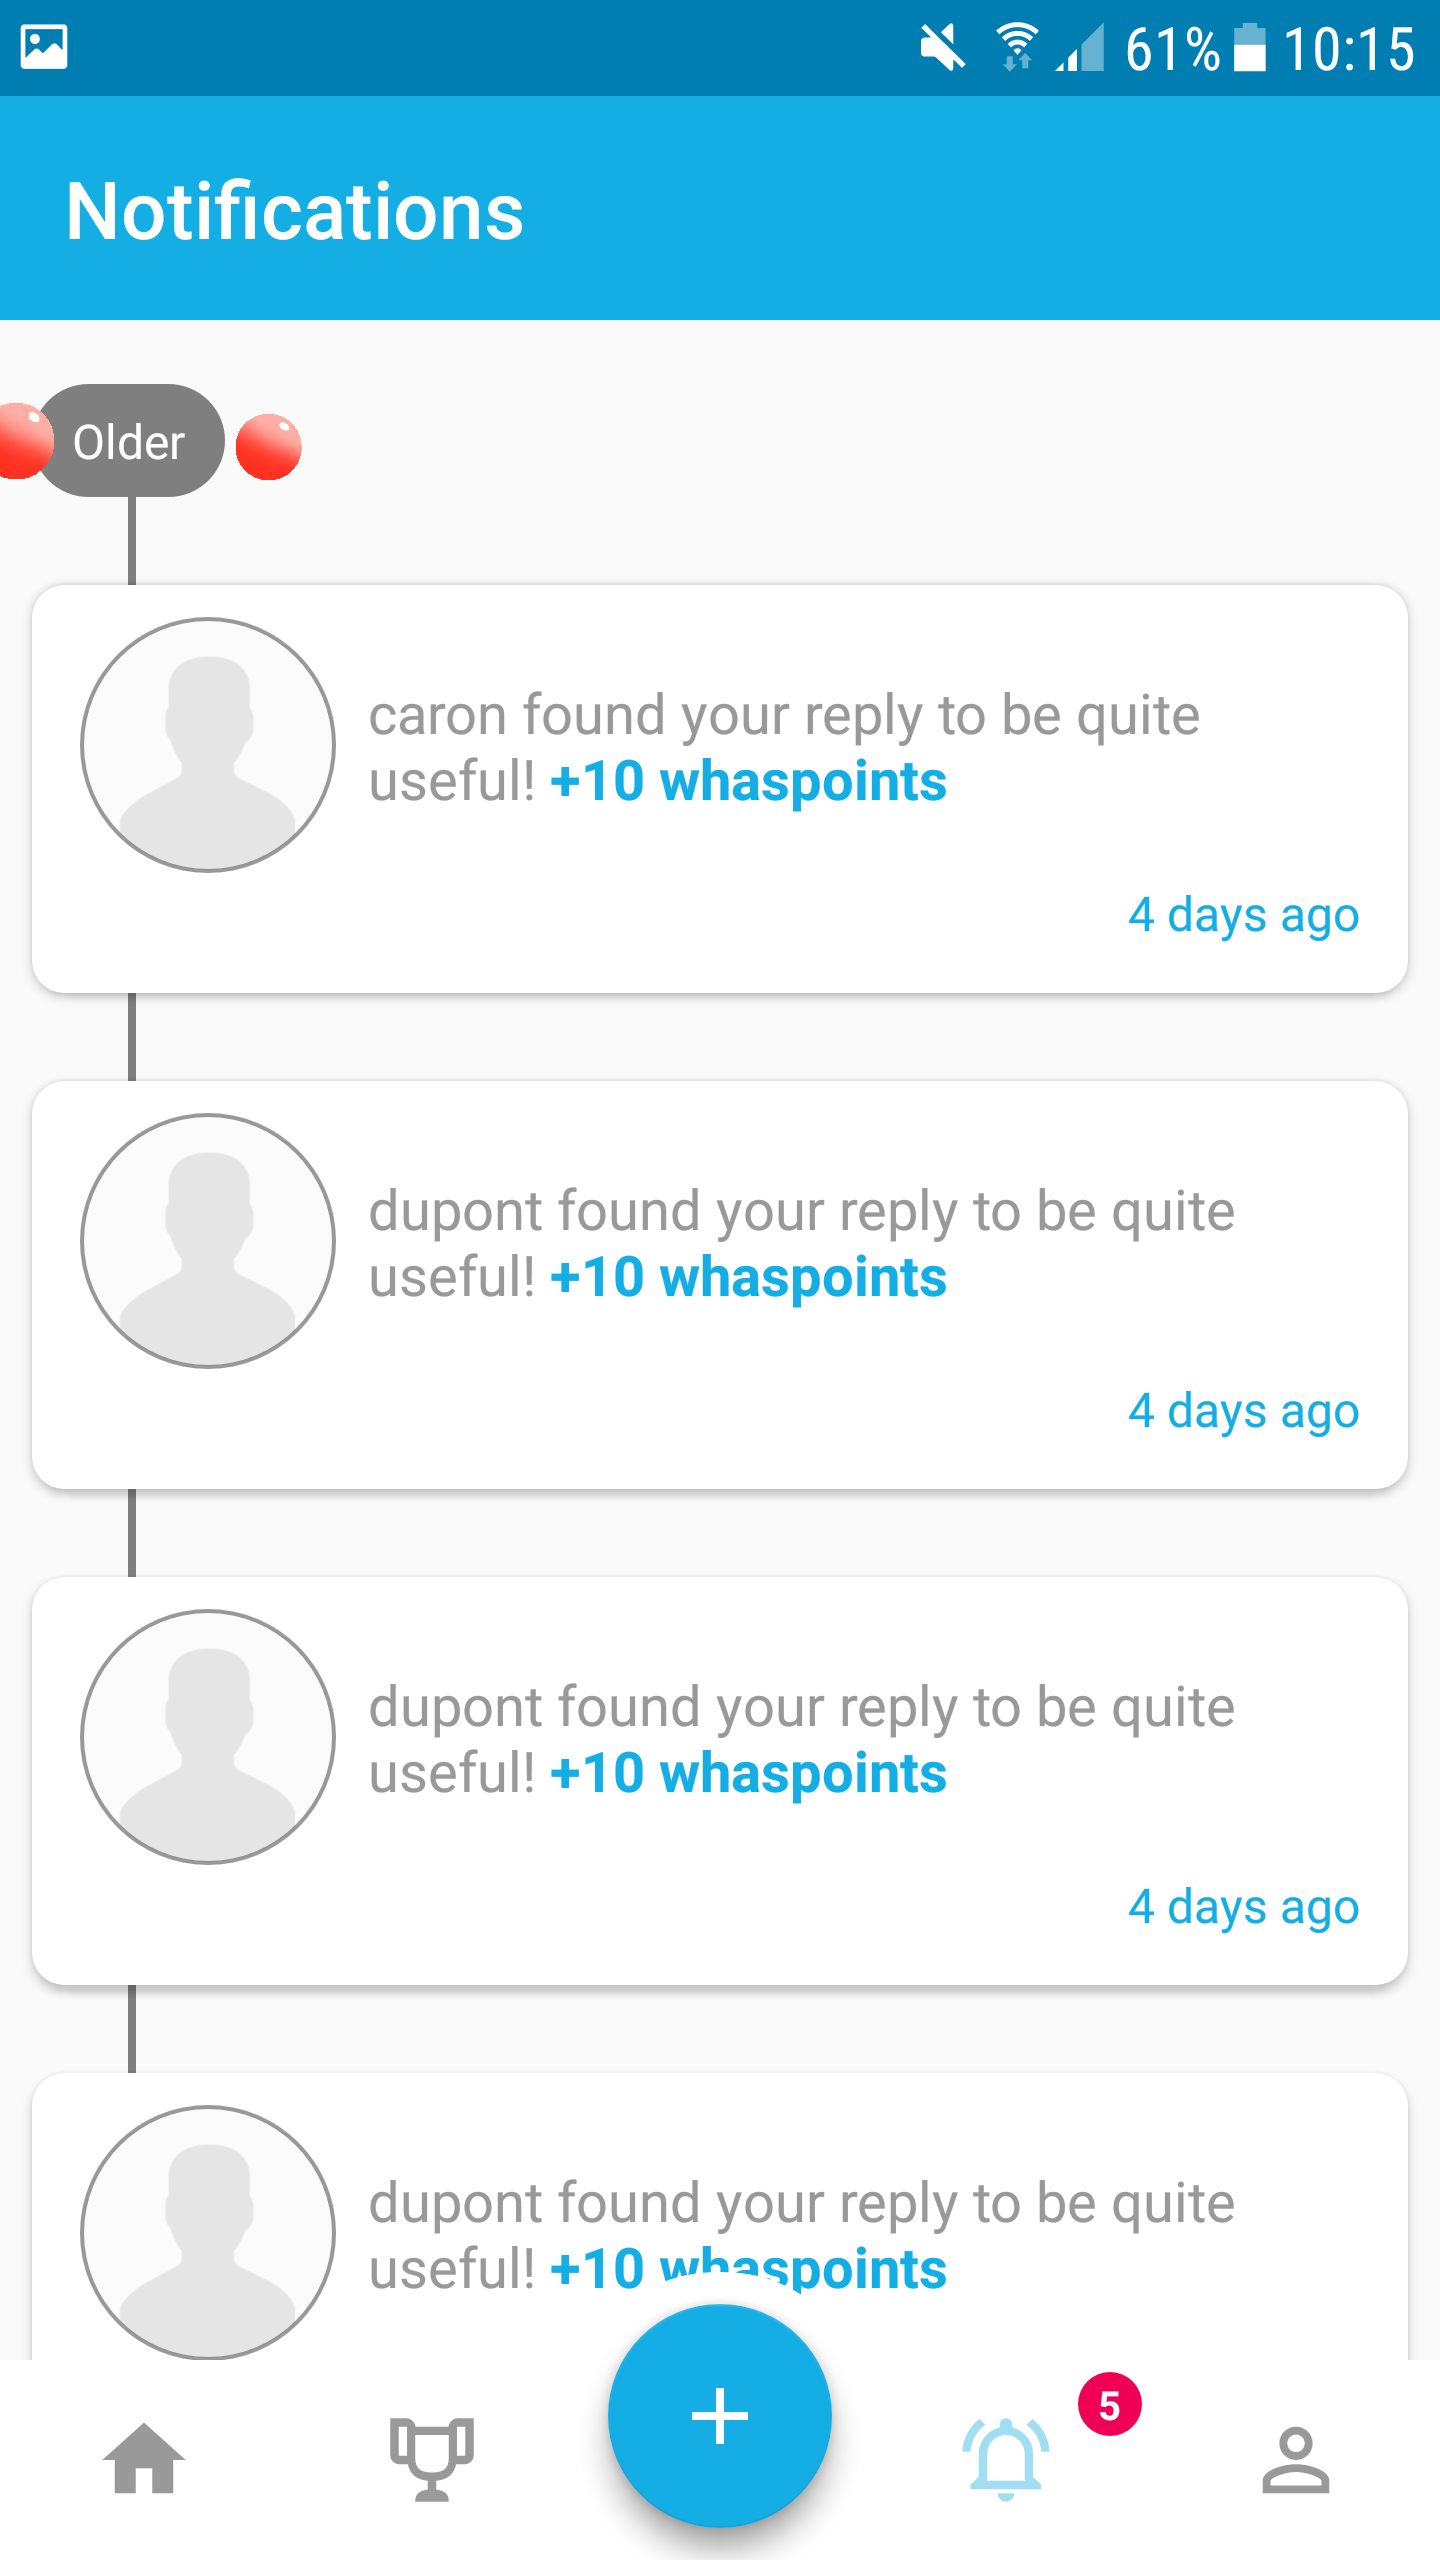 61% 10:15
Notifications
Older
caron found your reply to be quite
useful! +10 whaspoints
4 days ago
dupont found your reply to be quite
useful! +10 whaspoints
4 days ago
dupont found your reply to be quite
useful! +10 whaspoints
4 days ago
dupont found your reply to be quite
useful! +10 whaspoints
5